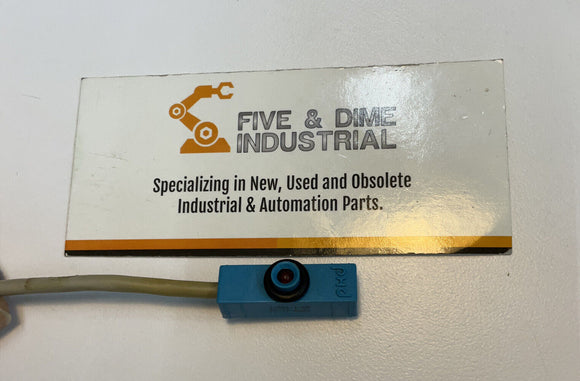 FIVE & DIME
INDUSTRIAL
Specializing in New, Used and Obsolete
Industrial & Automation Parts.